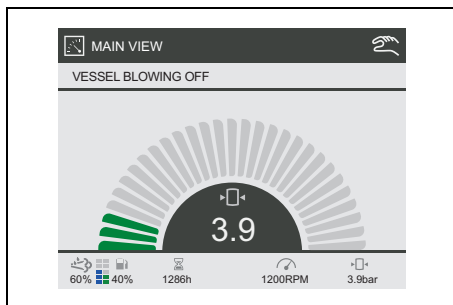 MAIN VIEW
VESSEL BLOWING OFF
3.9
60% 40% 1286h 1200RPM 3.9bar